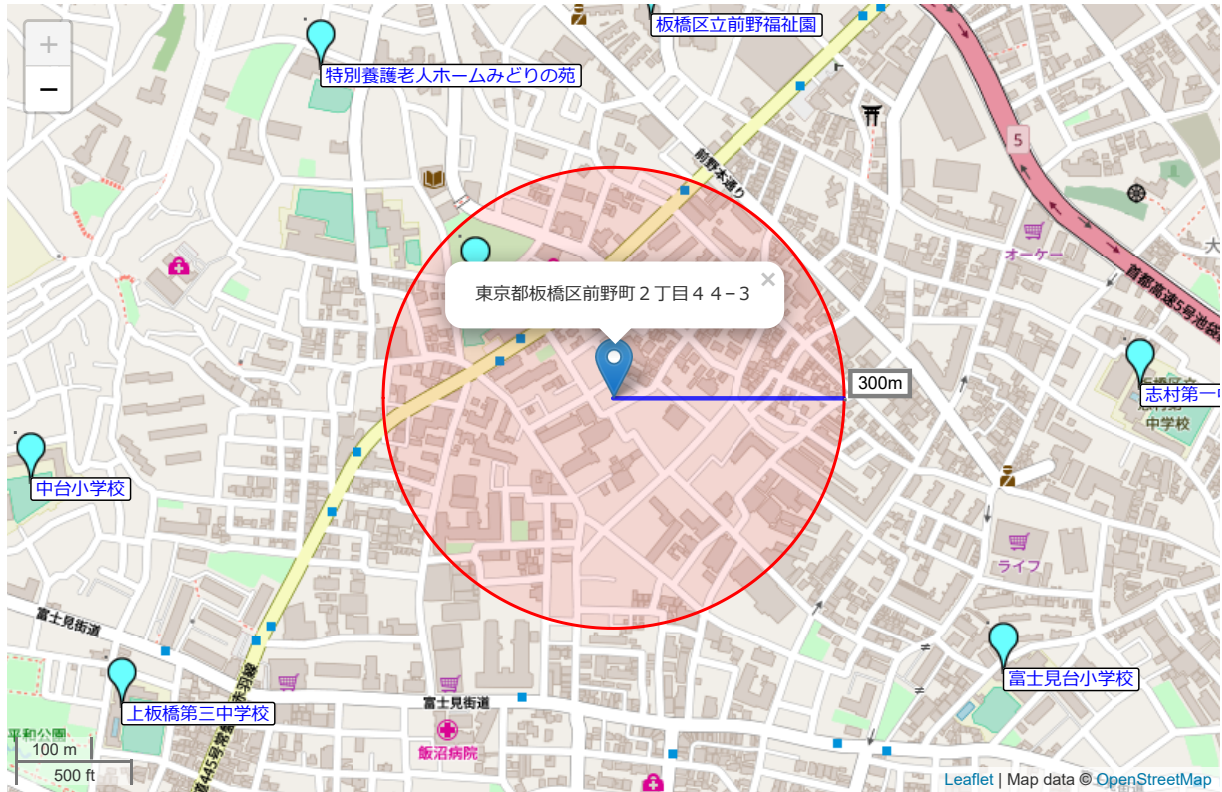 板橋区立前野福祉園
+
−
特別養護老人ホームみどりの苑
5
前野本通り
オーケー
大
首都高速5号池袋
東京都板橋区前野町２丁目４４−３
×
300m
志村第一中
中学校
中台小学校
ライフ
富士見街道
富士見台小学校
富士見街道
上板橋第三中学校
飯沼病院
平和公園
100 m
500 ft
Leaflet | Map data © OpenStreetMap